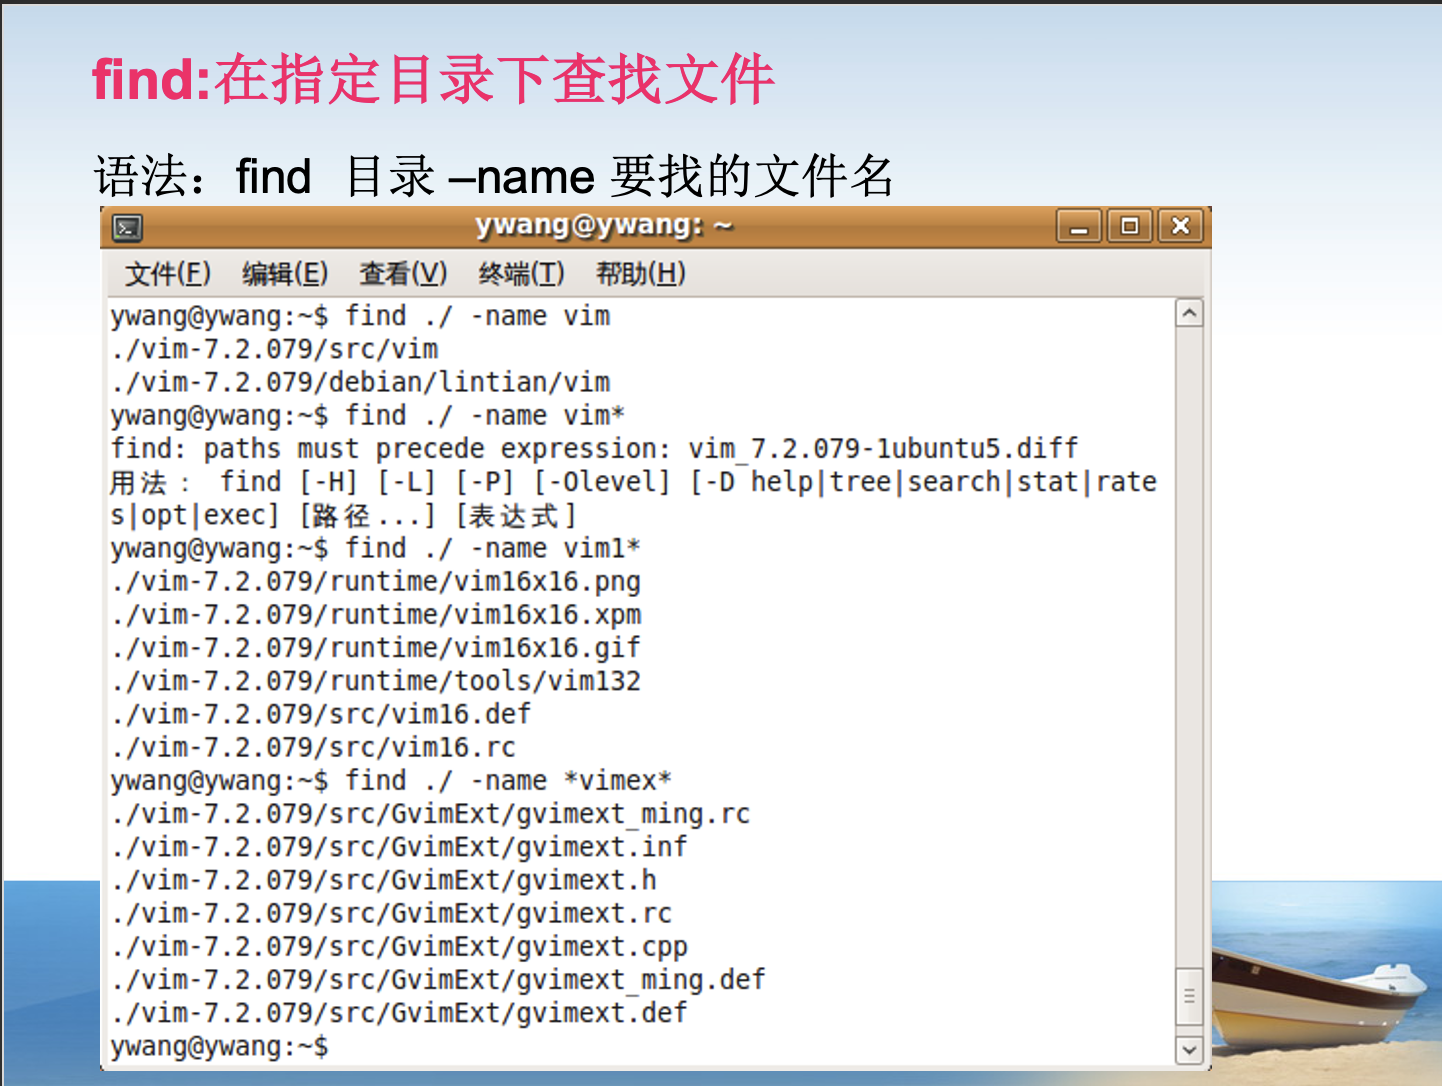 find:在指定目录下查找文件
语法：find 目录 –name 要找的文件名
ywang@ywang: ~
文件(F) 编辑(E) 查看(V) 终端(T) 帮助(H)
ywang@ywang:~$ find ./ -name vim
./vim-7.2.079/src/vim
./vim-7.2.079/debian/lintian/vim
ywang@ywang:~$ find ./ -name vim*
find: paths must precede expression: vim_7.2.079-1ubuntu5.diff
用法： find [-H] [-L] [-P] [-Olevel] [-D help|tree|search|stat|rate
s|opt|exec] [路径...] [表达式]
ywang@ywang:~$ find ./ -name vim1*
./vim-7.2.079/runtime/vim16x16.png
./vim-7.2.079/runtime/vim16x16.xpm
./vim-7.2.079/runtime/vim16x16.gif
./vim-7.2.079/runtime/tools/vim132
./vim-7.2.079/src/vim16.def
./vim-7.2.079/src/vim16.rc
ywang@ywang:~$ find ./ -name *vimex*
./vim-7.2.079/src/GvimExt/gvimext_ming.rc
./vim-7.2.079/src/GvimExt/gvimext.inf
./vim-7.2.079/src/GvimExt/gvimext.h
./vim-7.2.079/src/GvimExt/gvimext.rc
./vim-7.2.079/src/GvimExt/gvimext.cpp
./vim-7.2.079/src/GvimExt/gvimext_ming.def
./vim-7.2.079/src/GvimExt/gvimext.def
ywang@ywang:~$